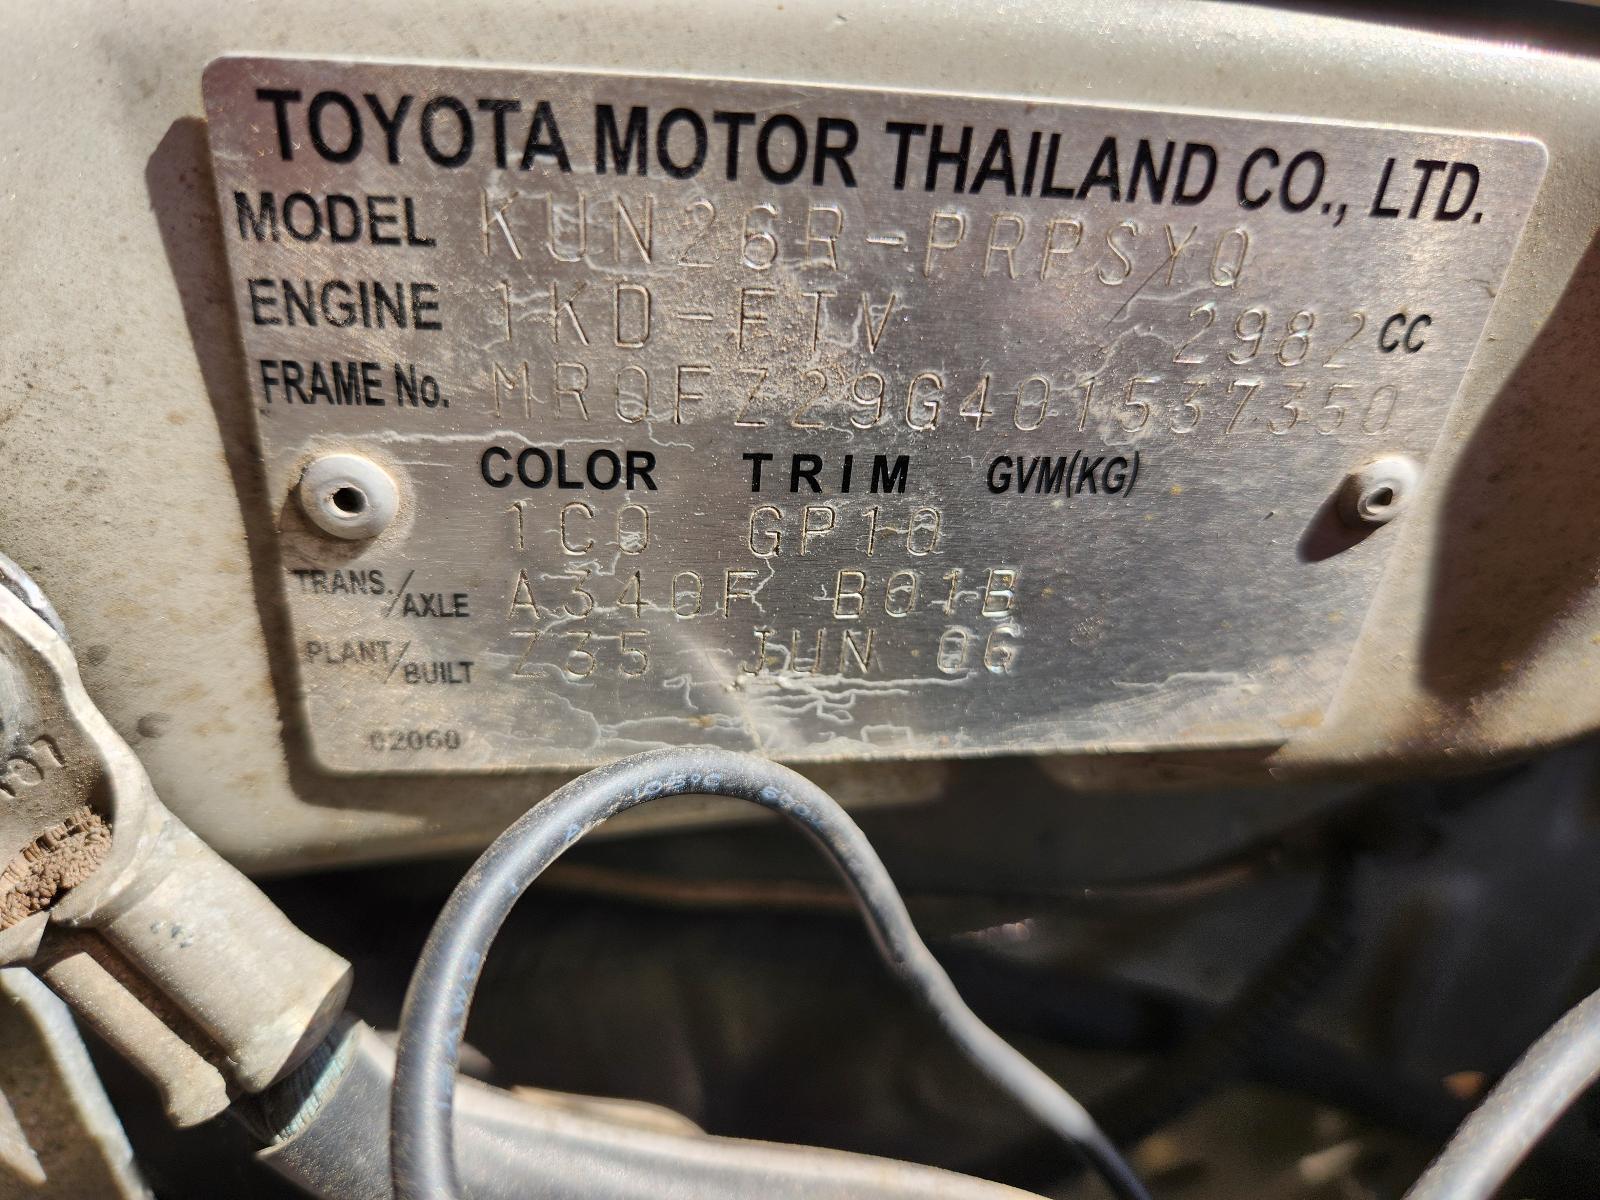 TOYOTA MOTOR THAILAND CO., LTD.
MODEL KUN26R-PRPSYQ
ENGINE 1KD-FTV 2982 CC
FRAME No. MR0FZ29G401537350
COLOR TRIM GVM(KG)
1C0 GP10
TRANS./AXLE A340F B01B
PLANT/BUILT Z35 JUN 06
02060
107